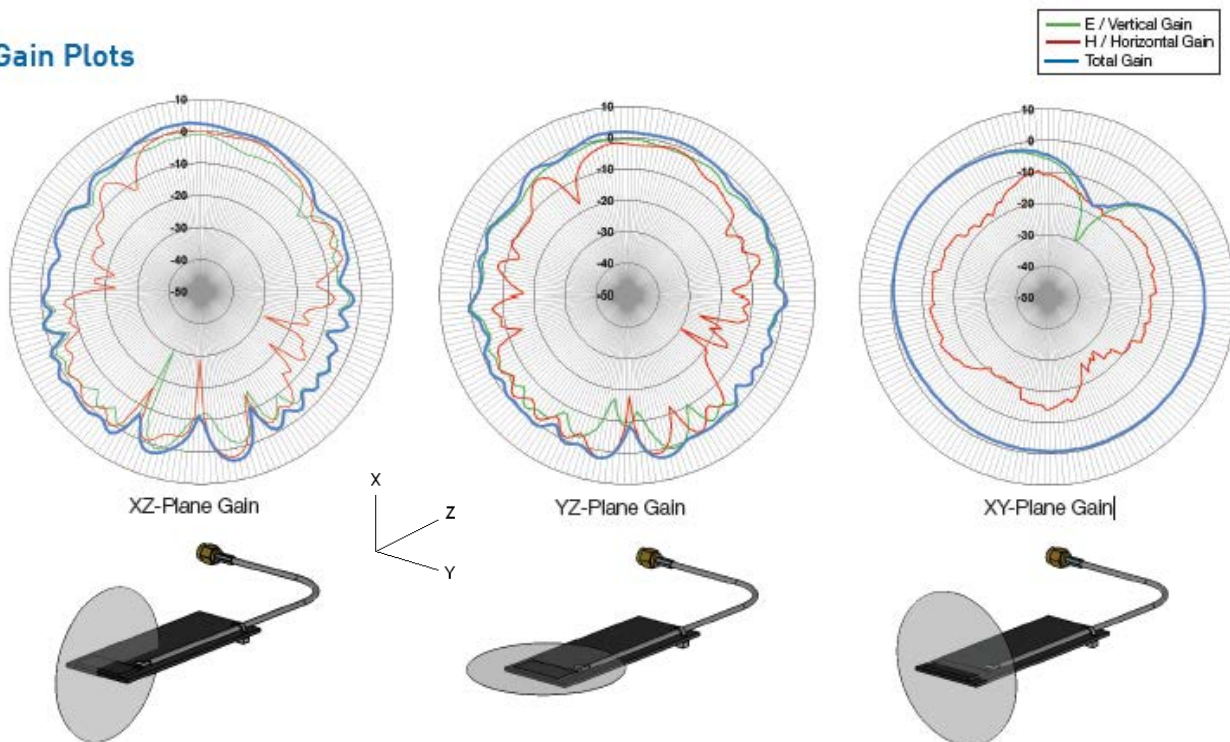 Gain Plots
E / Vertical Gain
H / Horizontal Gain
Total Gain
10
0
-10
-20
-30
-40
-50
10
0
-10
-20
-30
-40
-50
10
0
-10
-20
-30
-40
-50
XZ-Plane Gain
YZ-Plane Gain
XY-Plane Gain
X
Z
Y